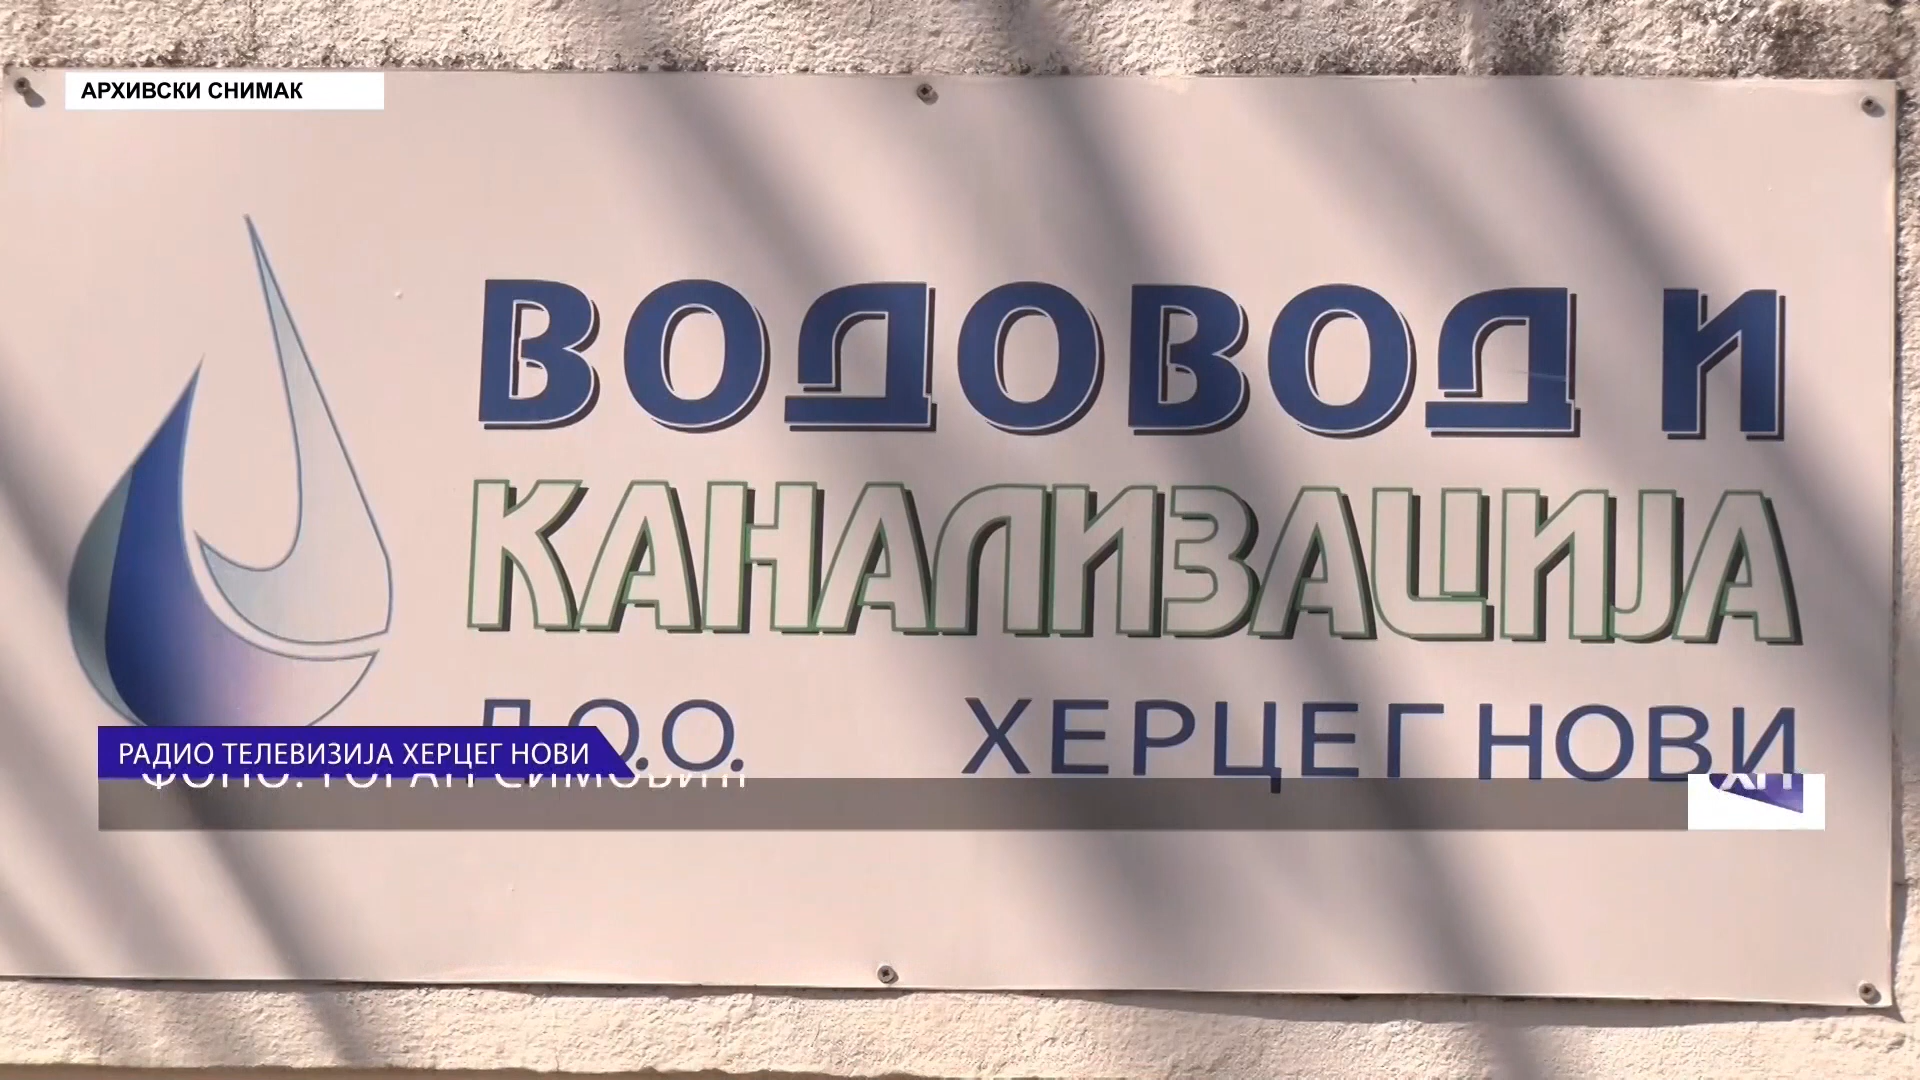 АРХИВСКИ СНИМАК
ВОДОВОД И
КАНАЛИЗАЦИЈА
Д.О.О. ХЕРЦЕГ НОВИ
РАДИО ТЕЛЕВИЗИЈА ХЕРЦЕГ НОВИ